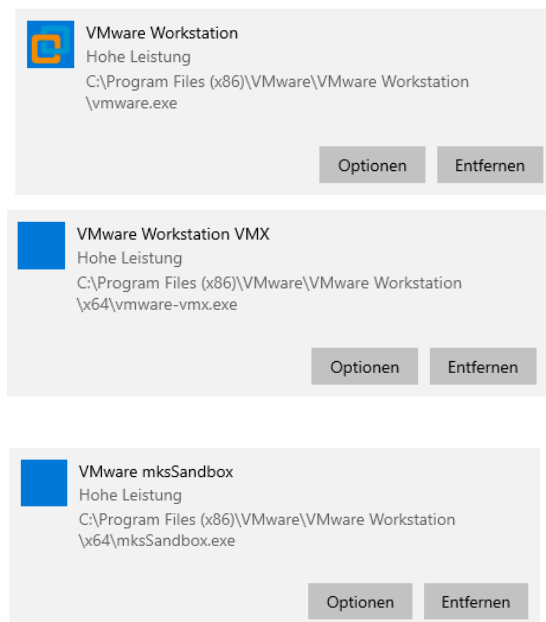 VMware Workstation
Hohe Leistung
C:\Program Files (x86)\VMware\VMware Workstation
\vmware.exe
Optionen Entfernen
VMware Workstation VMX
Hohe Leistung
C:\Program Files (x86)\VMware\VMware Workstation
\x64\vmware-vmx.exe
Optionen Entfernen
VMware mksSandbox
Hohe Leistung
C:\Program Files (x86)\VMware\VMware Workstation
\x64\mksSandbox.exe
Optionen Entfernen